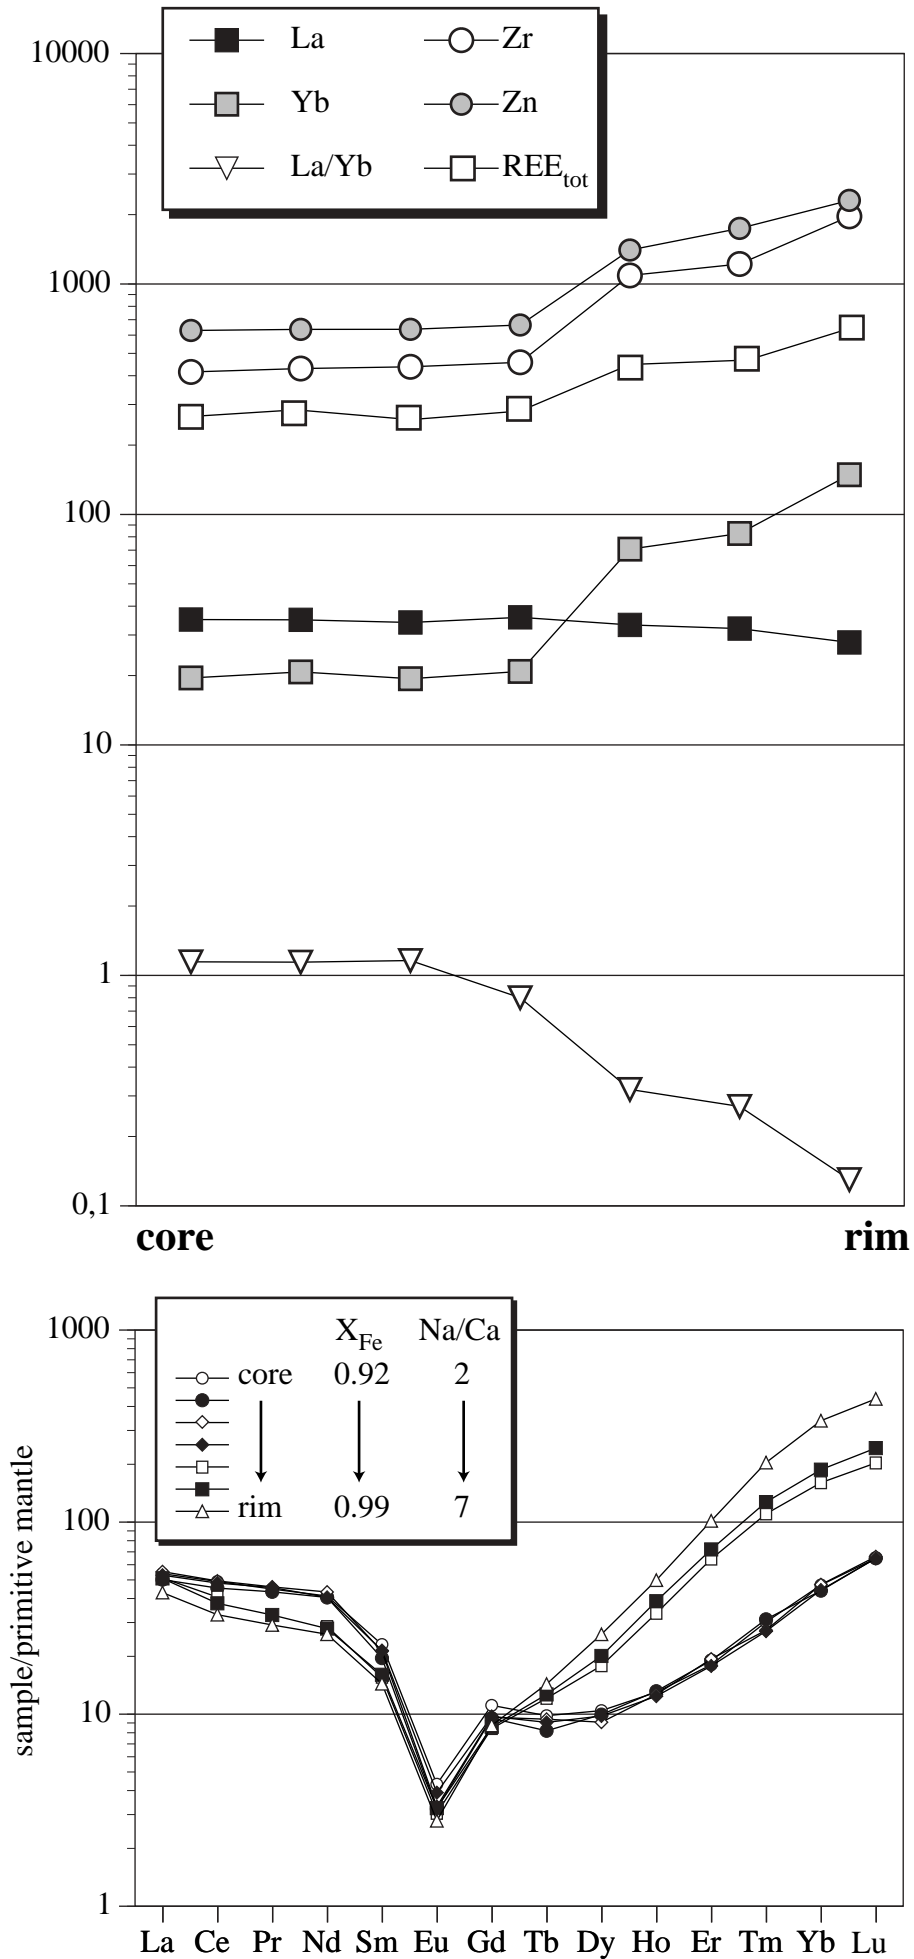 La Zr
Yb Zn
La/Yb REEtot
10000
1000
100
10
1
0,1
core rim
XFe Na/Ca
core 0.92 2
rim 0.99 7
1000
100
10
1
sample/primitive mantle
La Ce Pr Nd Sm Eu Gd Tb Dy Ho Er Tm Yb Lu